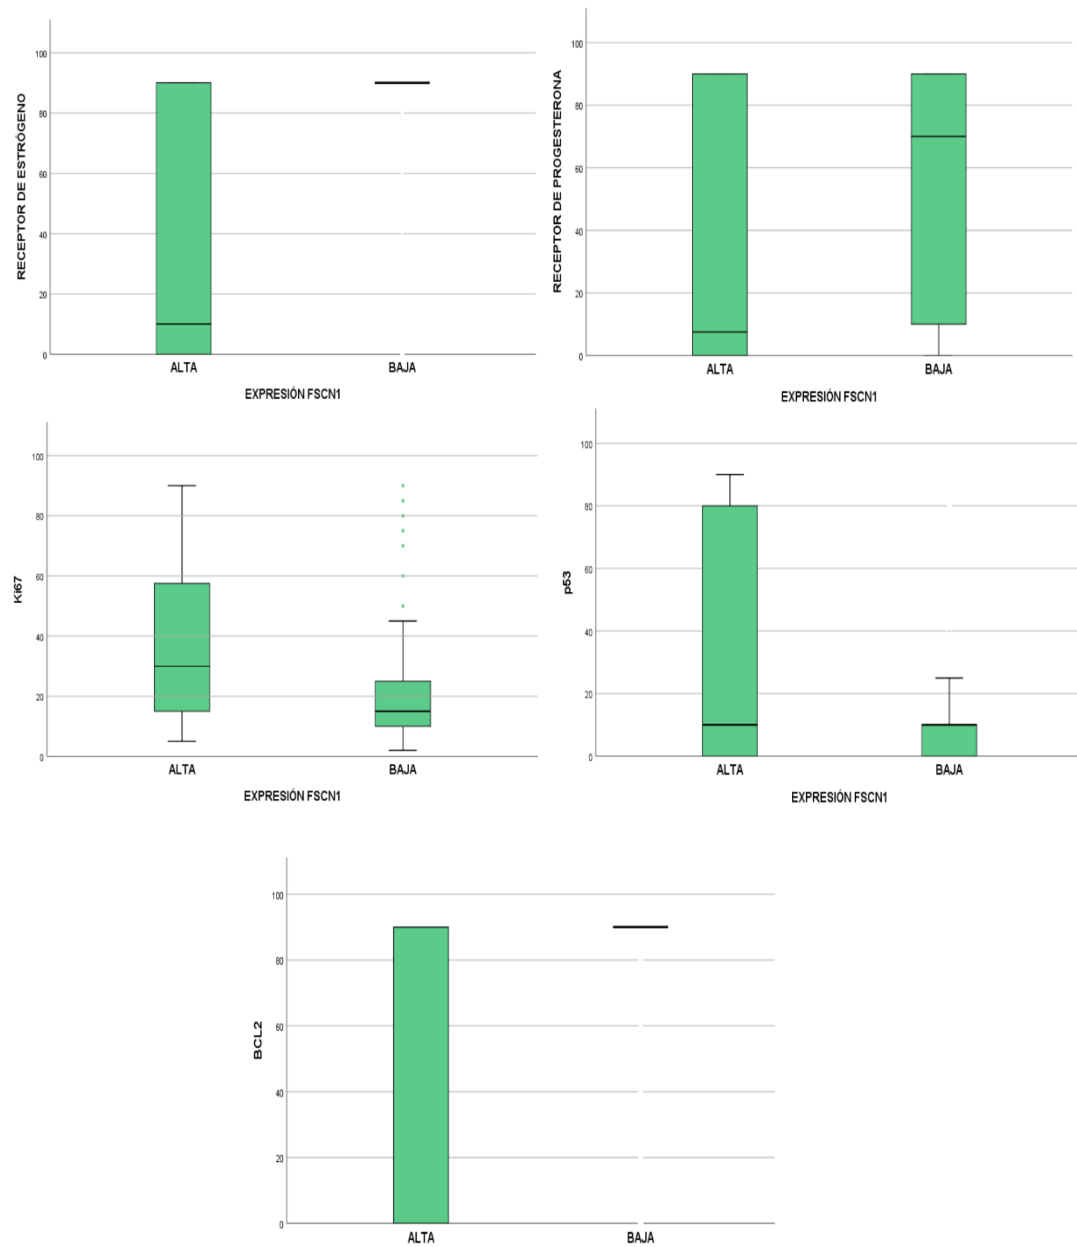 RECEPTOR DE ESTRÓGENO
100
80
60
40
20
0
ALTA BAJA
EXPRESIÓN FSCN1
RECEPTOR DE PROGESTERONA
100
80
60
40
20
0
ALTA BAJA
EXPRESIÓN FSCN1
Ki67
100
80
60
40
20
0
ALTA BAJA
EXPRESIÓN FSCN1
p53
100
80
60
40
20
0
ALTA BAJA
EXPRESIÓN FSCN1
BCL2
100
80
60
40
20
0
ALTA BAJA